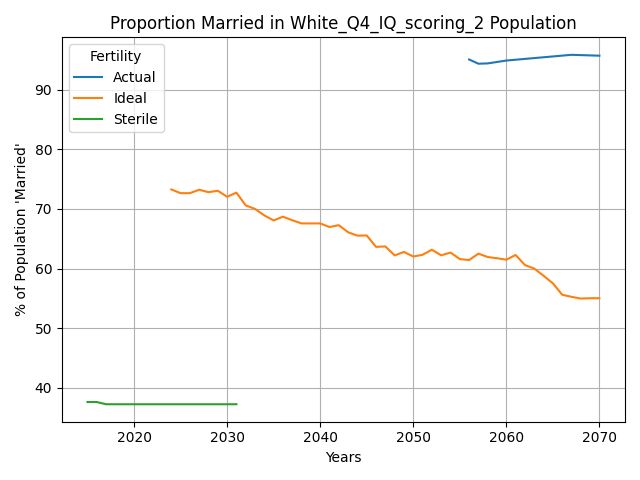 Proportion Married in White_Q4_IQ_scoring_2 Population
Fertility
Actual
Ideal
Sterile
% of Population 'Married'
90
80
70
60
50
40
2020
2030
2040
2050
2060
2070
Years